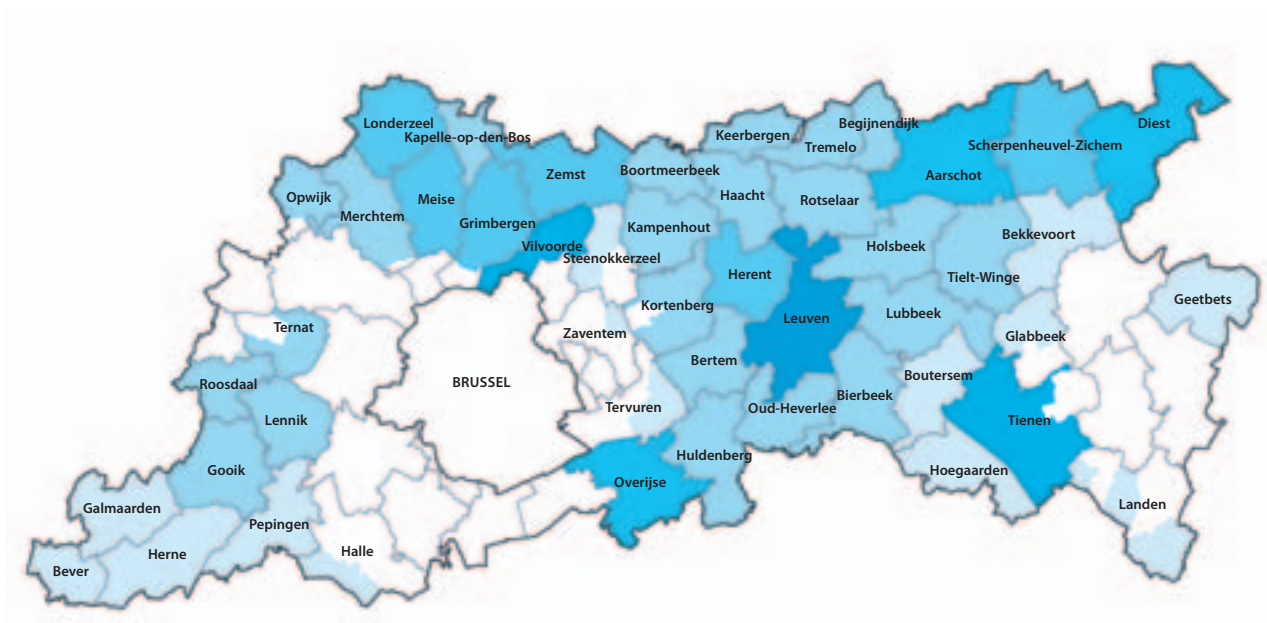 Londerzeel
Kapelle-op-den-Bos
Keerbergen
Begijnendijk
Tremelo
Diest
Scherpenheuvel-Zichem
Aarschot
Zemst
Boortmeerbeek
Haacht
Rotselaar
Opwijk
Merchtem
Meise
Grimbergen
Kampenhout
Vilvoorde
Steenokkerzeel
Holsbeek
Bekkevoort
Tielt-Winge
Herent
Geetbets
Kortenberg
Lubbeek
Leuven
Ternat
Zaventem
Glabbeek
Bertem
Boutersem
Roosdaal
BRUSSEL
Bierbeek
Oud-Heverlee
Tervuren
Lennik
Tienen
Huldenberg
Gooik
Hoegaarden
Overijse
Landen
Galmaarden
Pepingen
Halle
Herne
Bever